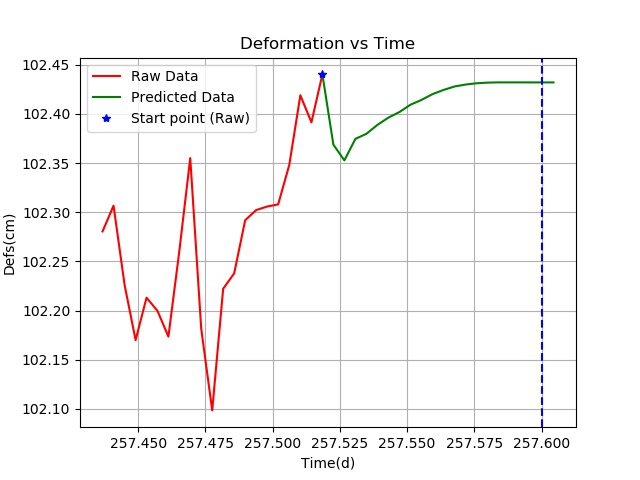 Deformation vs Time
Raw Data
Predicted Data
Start point (Raw)
102.45
102.40
102.35
102.30
102.25
102.20
102.15
102.10
Defs(cm)
257.450 257.475 257.500 257.525 257.550 257.575 257.600
Time(d)